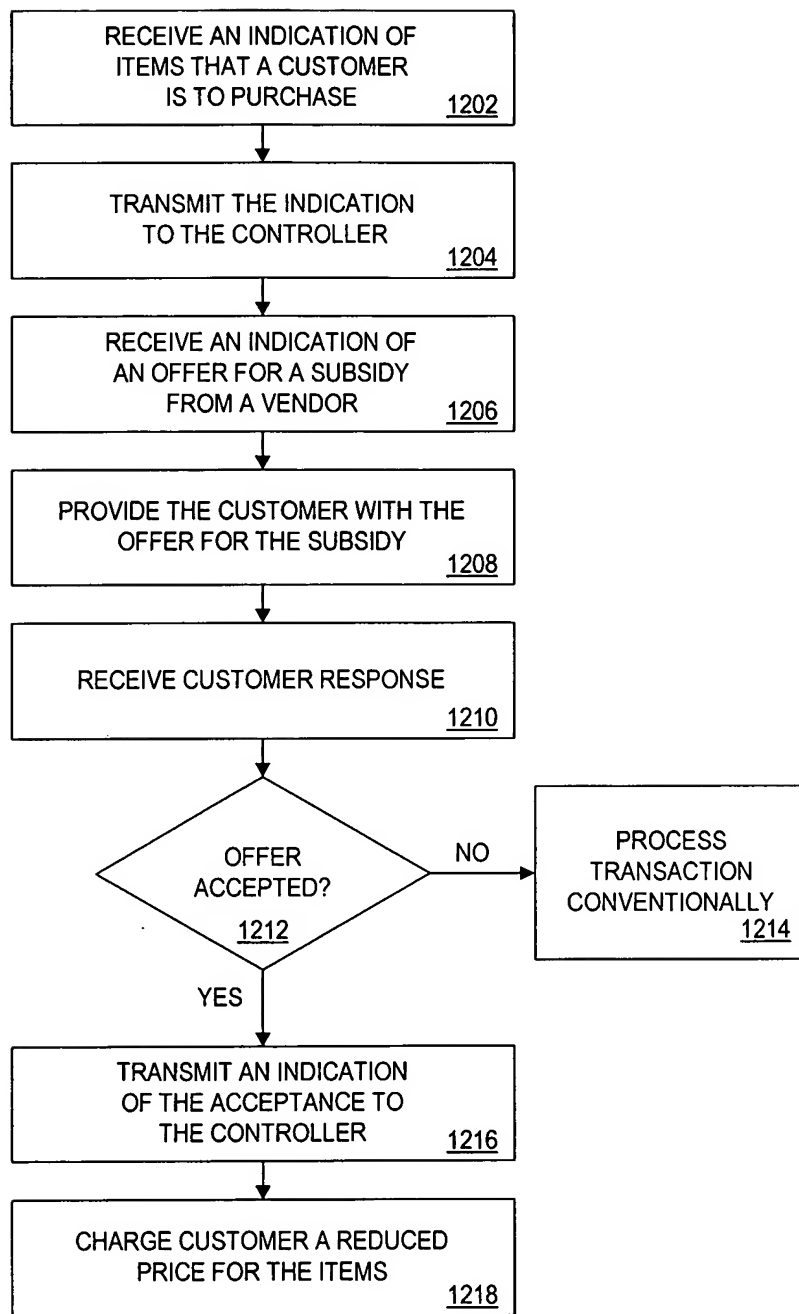 RECEIVE AN INDICATION OF
ITEMS THAT A CUSTOMER
IS TO PURCHASE
1202
TRANSMIT THE INDICATION
TO THE CONTROLLER
1204
RECEIVE AN INDICATION OF
AN OFFER FOR A SUBSIDY
FROM A VENDOR
1206
PROVIDE THE CUSTOMER WITH THE
OFFER FOR THE SUBSIDY
1208
RECEIVE CUSTOMER RESPONSE
1210
OFFER
ACCEPTED?
1212
NO
PROCESS
TRANSACTION
CONVENTIONALLY
1214
YES
TRANSMIT AN INDICATION
OF THE ACCEPTANCE TO
THE CONTROLLER
1216
CHARGE CUSTOMER A REDUCED
PRICE FOR THE ITEMS
1218